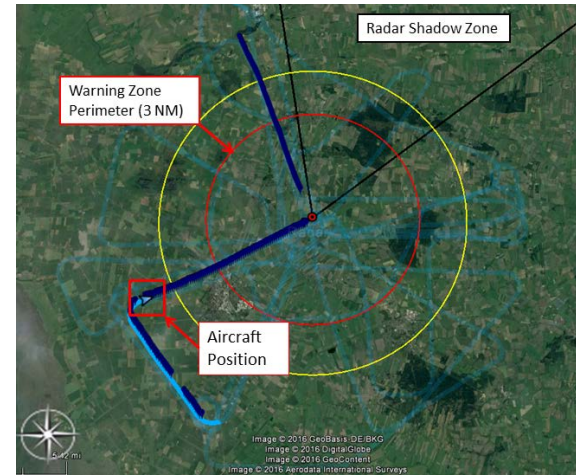 Radar Shadow Zone
Warning Zone
Perimeter (3 NM)
Aircraft
Position
Image © 2016 GeoBasis-DE/BKG
Image © 2016 DigitalGlobe
Image © 2016 GeoContent
Image © 2016 Aerodata International Surveys